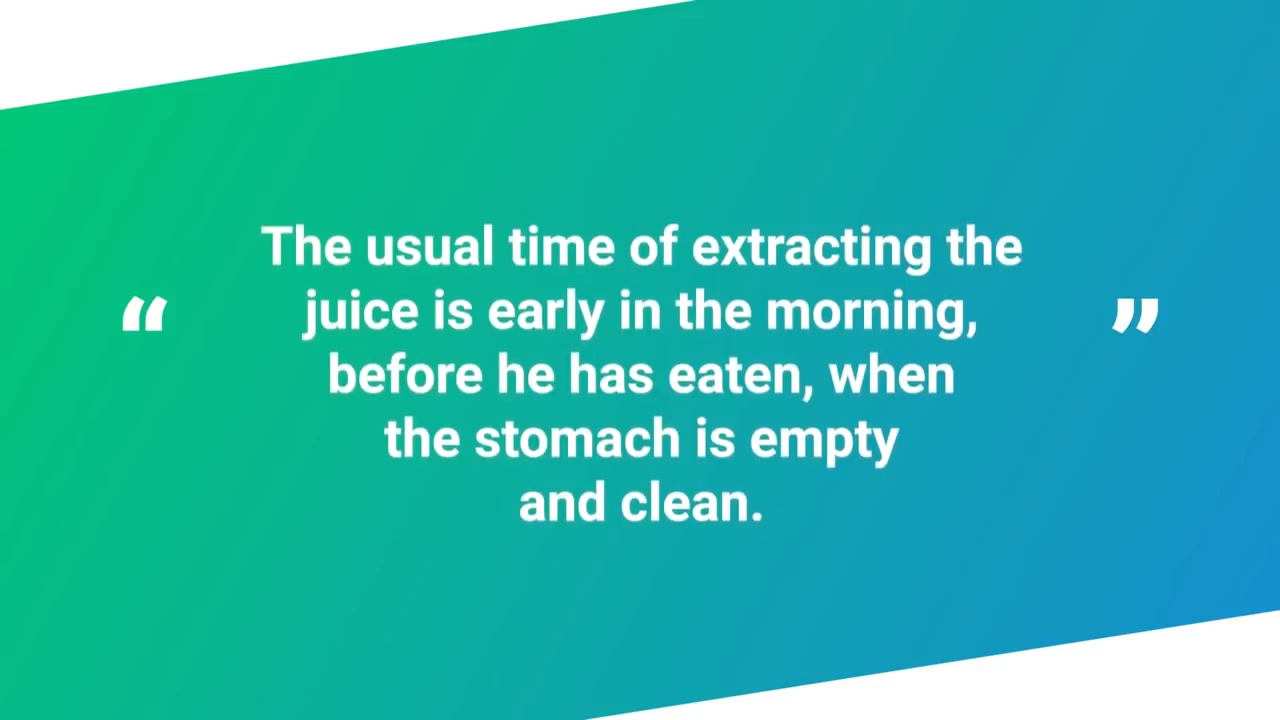 The usual time of extracting the
“ juice is early in the morning, ”
before he has eaten, when
the stomach is empty
and clean.